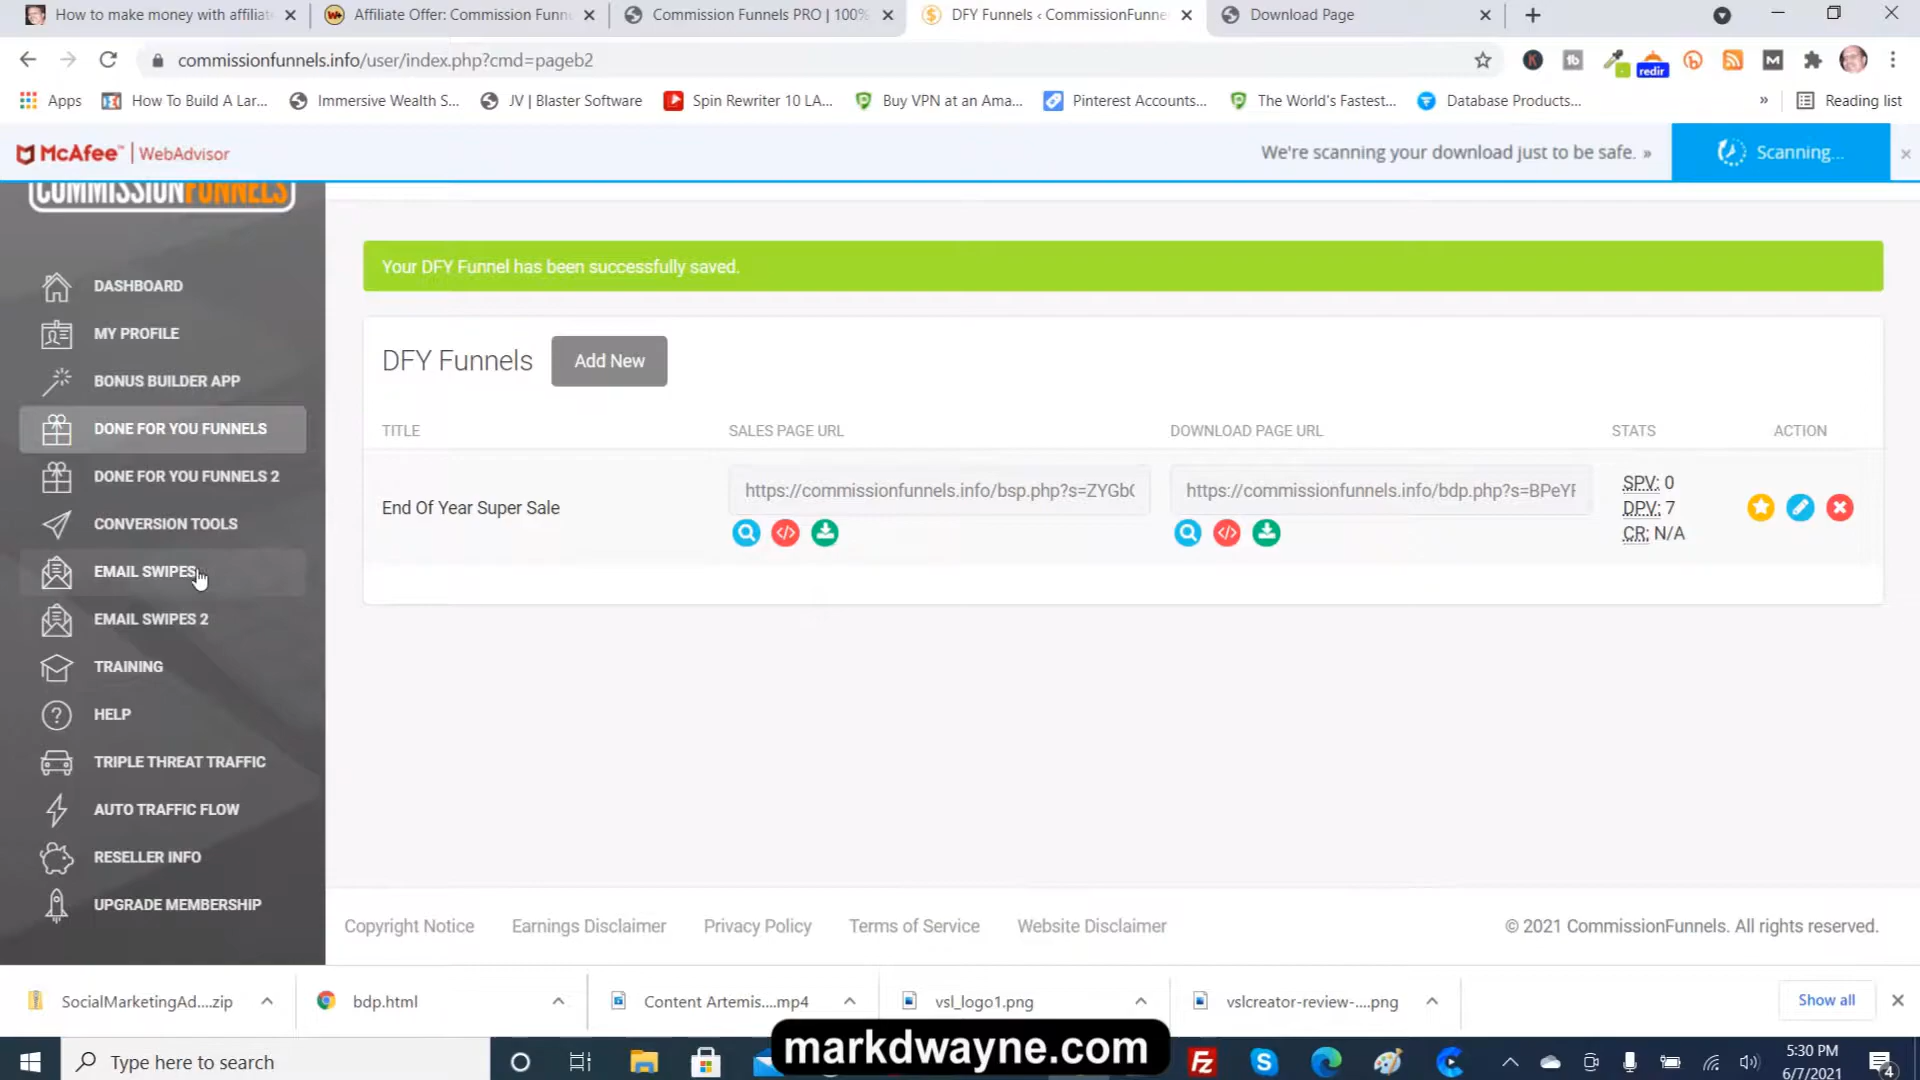 How to make money with affiliate
Affiliate Offer: Commission Funn
Commission Funnels PRO | 100%
DFY Funnels ‹ CommissionFunne
Download Page
commissionfunnels.info/user/index.php?cmd=pageb2
redir
Apps
How To Build A Lar...
Immersive Wealth S...
JV | Blaster Software
Spin Rewriter 10 LA...
Buy VPN at an Ama...
Pinterest Accounts...
The World's Fastest...
Database Products...
»
Reading list
McAfee™ | WebAdvisor
We're scanning your download just to be safe. »
Scanning...
COMMISSIONFUNNELS
DASHBOARD
MY PROFILE
BONUS BUILDER APP
DONE FOR YOU FUNNELS
DONE FOR YOU FUNNELS 2
CONVERSION TOOLS
EMAIL SWIPES
EMAIL SWIPES 2
TRAINING
HELP
TRIPLE THREAT TRAFFIC
AUTO TRAFFIC FLOW
RESELLER INFO
UPGRADE MEMBERSHIP
Your DFY Funnel has been successfully saved.
DFY Funnels
Add New
TITLE
SALES PAGE URL
DOWNLOAD PAGE URL
STATS
ACTION
End Of Year Super Sale
https://commissionfunnels.info/bsp.php?s=ZYGb
https://commissionfunnels.info/bdp.php?s=BPeY
SPV: 0
DPV: 7
CR: N/A
Copyright Notice
Earnings Disclaimer
Privacy Policy
Terms of Service
Website Disclaimer
© 2021 CommissionFunnels. All rights reserved.
SocialMarketingAd....zip
bdp.html
Content Artemis....mp4
vsl_logo1.png
vslcreator-review-....png
Show all
Type here to search
markdwayne.com
5:30 PM
6/7/2021
4